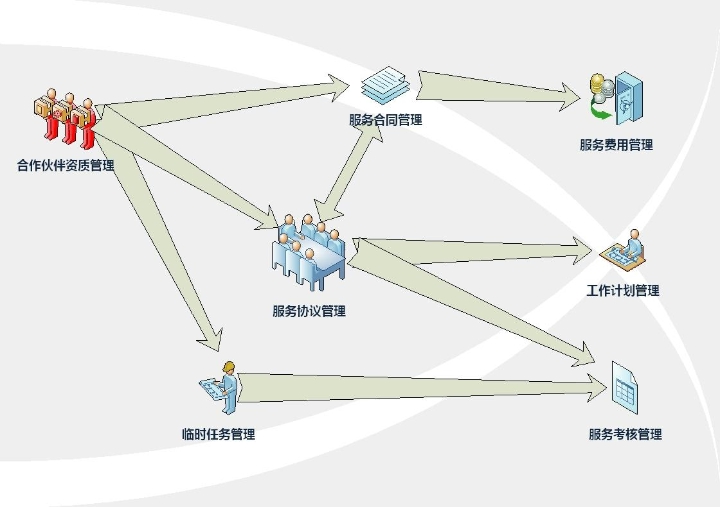 服务合同管理
服务费用管理
合作伙伴资质管理
工作计划管理
服务协议管理
临时任务管理
服务考核管理